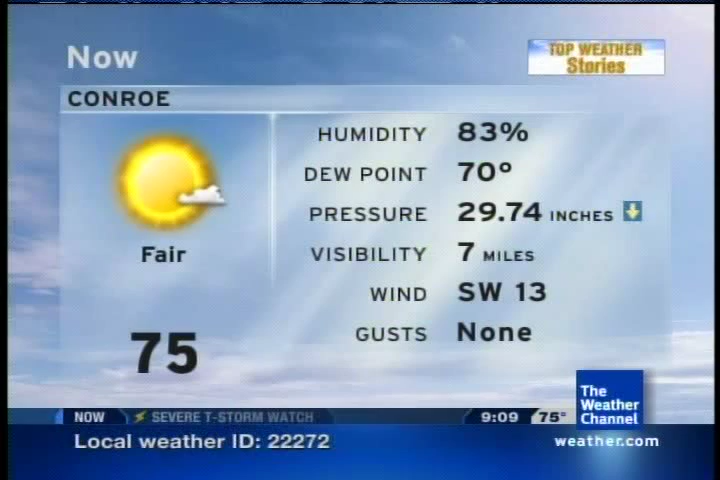 Now
TOP WEATHER
Stories
CONROE
Fair
75
HUMIDITY 83%
DEW POINT 70°
PRESSURE 29.74 INCHES
VISIBILITY 7 MILES
WIND SW 13
GUSTS None
NOW SEVERE T-STORM WATCH 9:09 75°
The
Weather
Channel
Local weather ID: 22272
weather.com